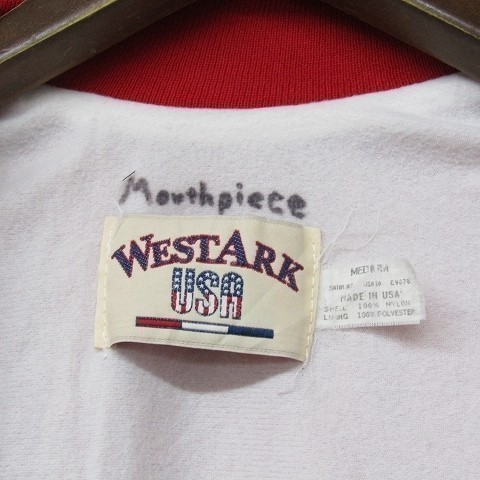 Mouthpiece
WESTARK
USA
MEDIUM
MADE IN USA
SHELL 100% NYLON
LINING 100% POLYESTER